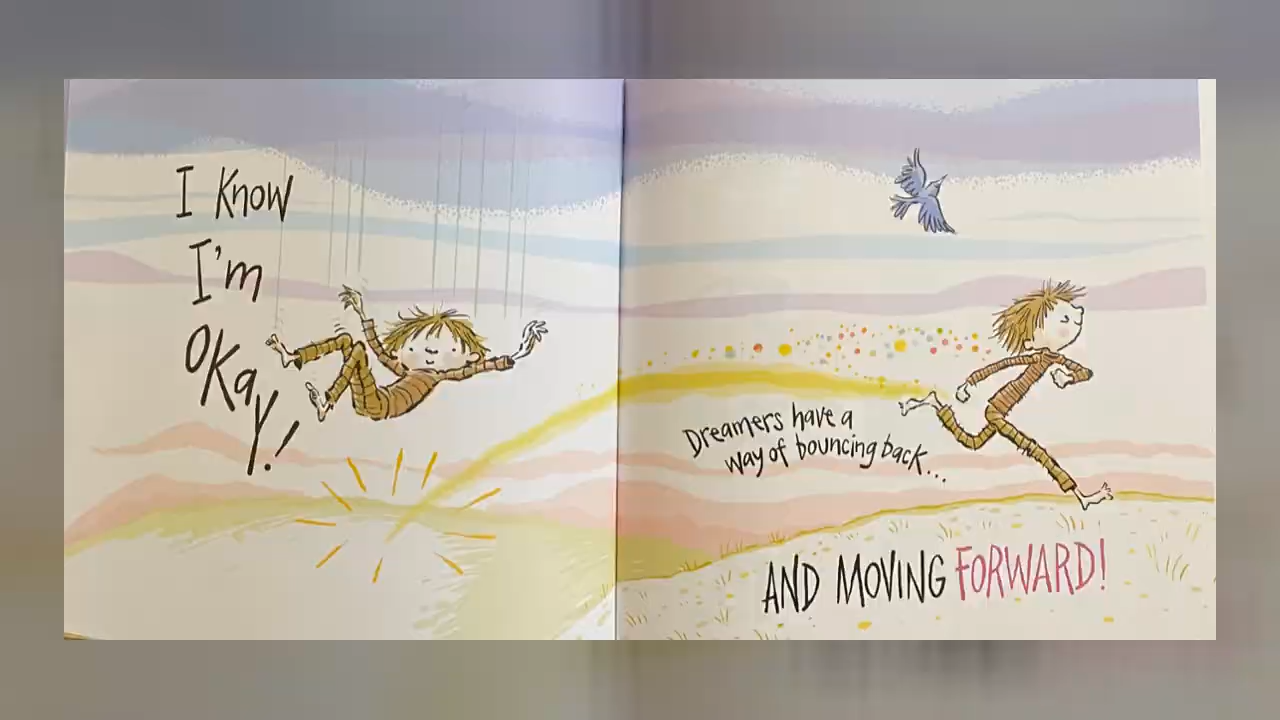 I Know
I'm
OKay!
Dreamers have a
way of bouncing back...
AND MOVING FORWARD!